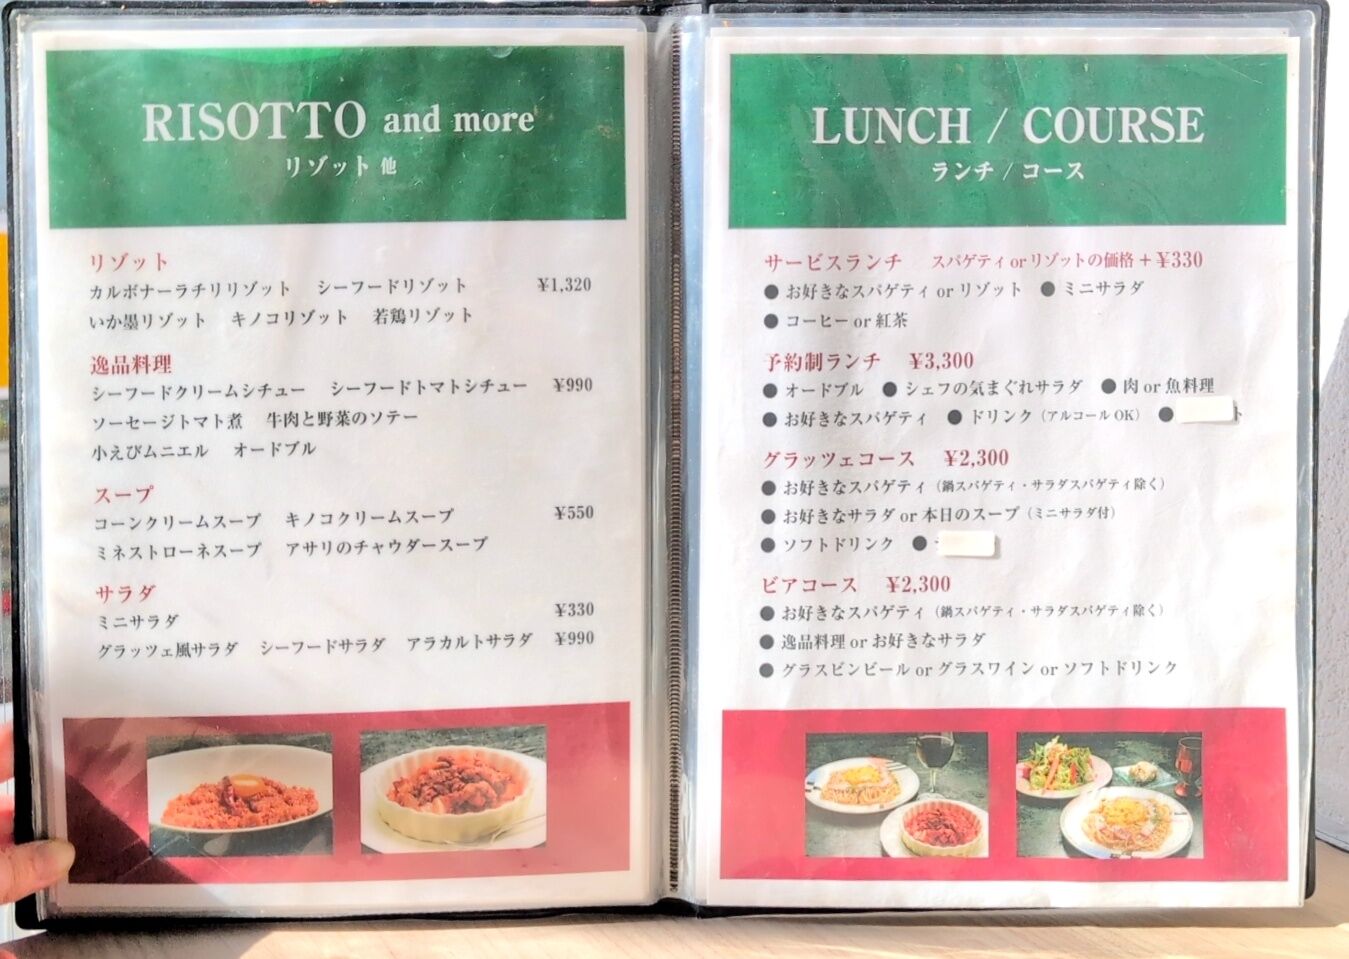 RISOTTO and more
リゾット 他
リゾット
カルボナーラチリリゾット シーフードリゾット ¥1,320
いか墨リゾット キノコリゾット 若鶏リゾット
逸品料理
シーフードクリームシチュー シーフードトマトシチュー ¥990
ソーセージトマト煮 牛肉と野菜のソテー
小えびムニエル オードブル
スープ
コーンクリームスープ キノコクリームスープ ¥550
ミネストローネスープ アサリのチャウダースープ
サラダ
ミニサラダ ¥330
グラッツェ風サラダ シーフードサラダ アラカルトサラダ ¥990
LUNCH / COURSE
ランチ / コース
サービスランチ スパゲティ or リゾットの価格 + ¥330
● お好きなスパゲティ or リゾット ● ミニサラダ
● コーヒー or 紅茶
予約制ランチ ¥3,300
● オードブル ● シェフの気まぐれサラダ ● 肉 or 魚料理
● お好きなスパゲティ ● ドリンク (アルコール OK) ● ト
グラッツェコース ¥2,300
● お好きなスパゲティ (鍋スパゲティ・サラダスパゲティ除く)
● お好きなサラダ or 本日のスープ (ミニサラダ付)
● ソフトドリンク ●
ビアコース ¥2,300
● お好きなスパゲティ (鍋スパゲティ・サラダスパゲティ除く)
● 逸品料理 or お好きなサラダ
● グラスビンビール or グラスワイン or ソフトドリンク